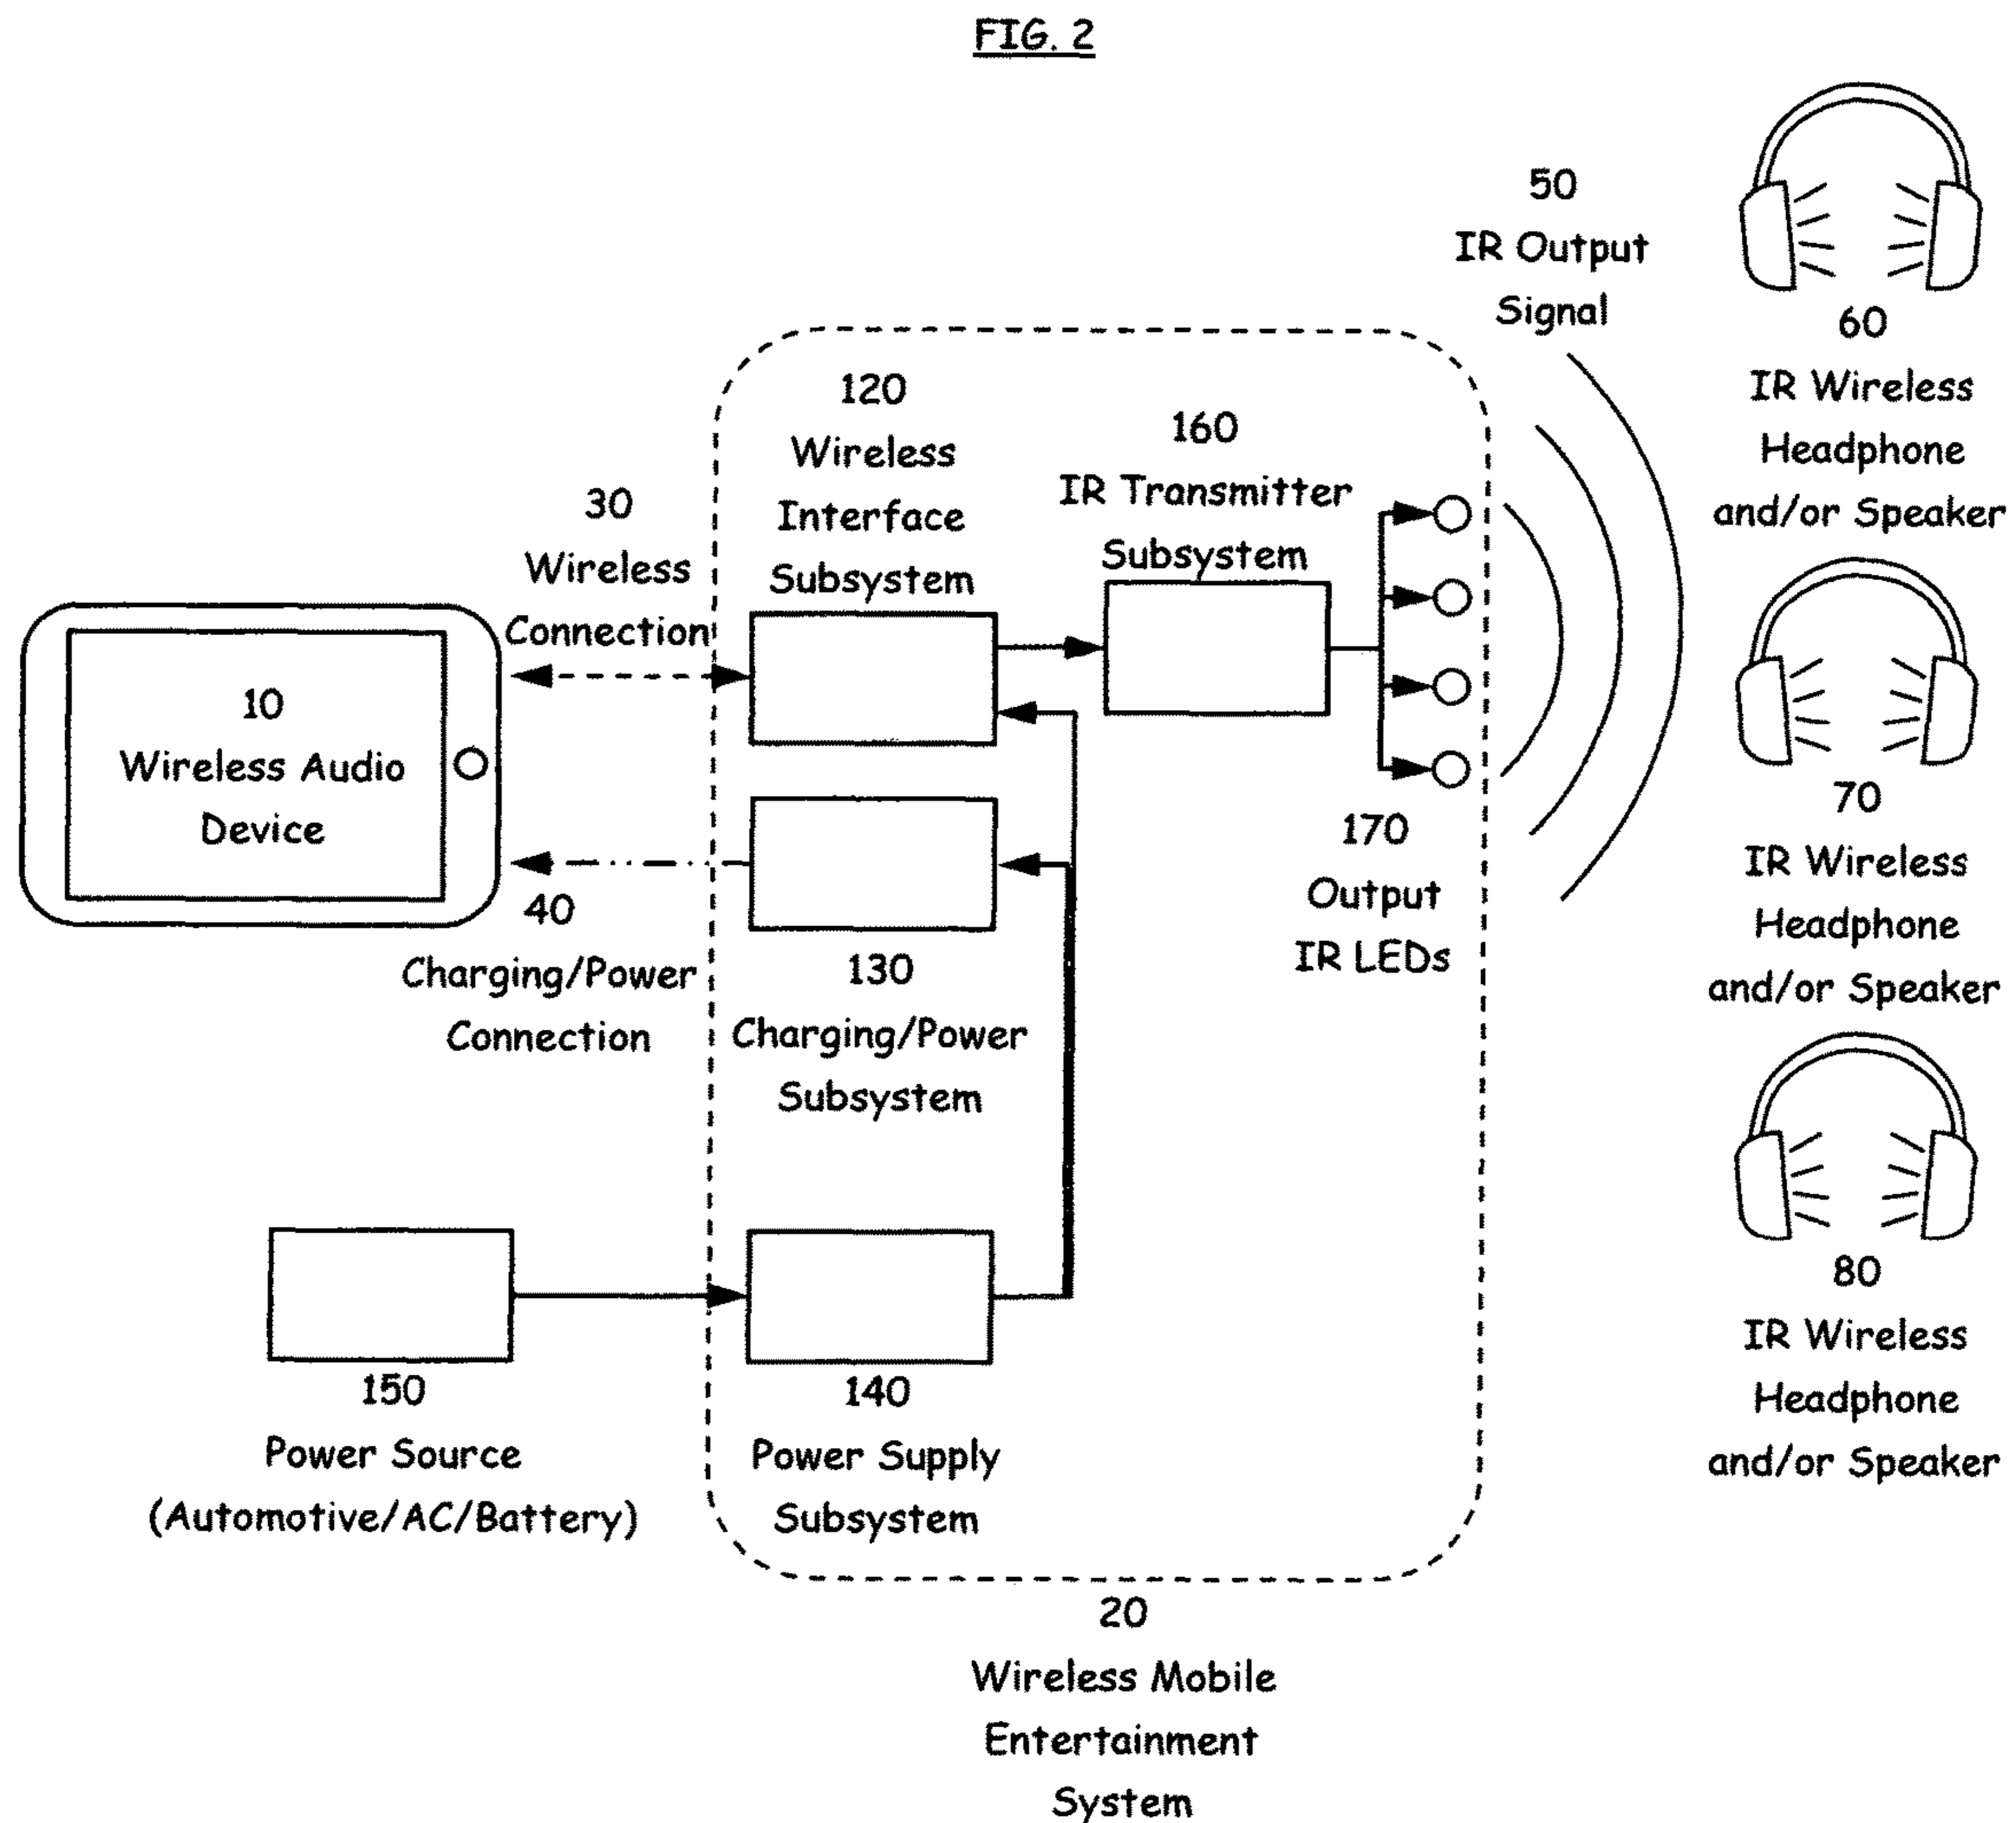 FIG. 2
50
IR Output
Signal
60
IR Wireless
Headphone
and/or Speaker
120
Wireless
Interface
Subsystem
160
IR Transmitter
Subsystem
30
Wireless
Connection
10
Wireless Audio
Device
40
Charging/Power
Connection
130
Charging/Power
Subsystem
170
Output
IR LEDs
70
IR Wireless
Headphone
and/or Speaker
150
Power Source
(Automotive/AC/Battery)
140
Power Supply
Subsystem
80
IR Wireless
Headphone
and/or Speaker
20
Wireless Mobile
Entertainment
System